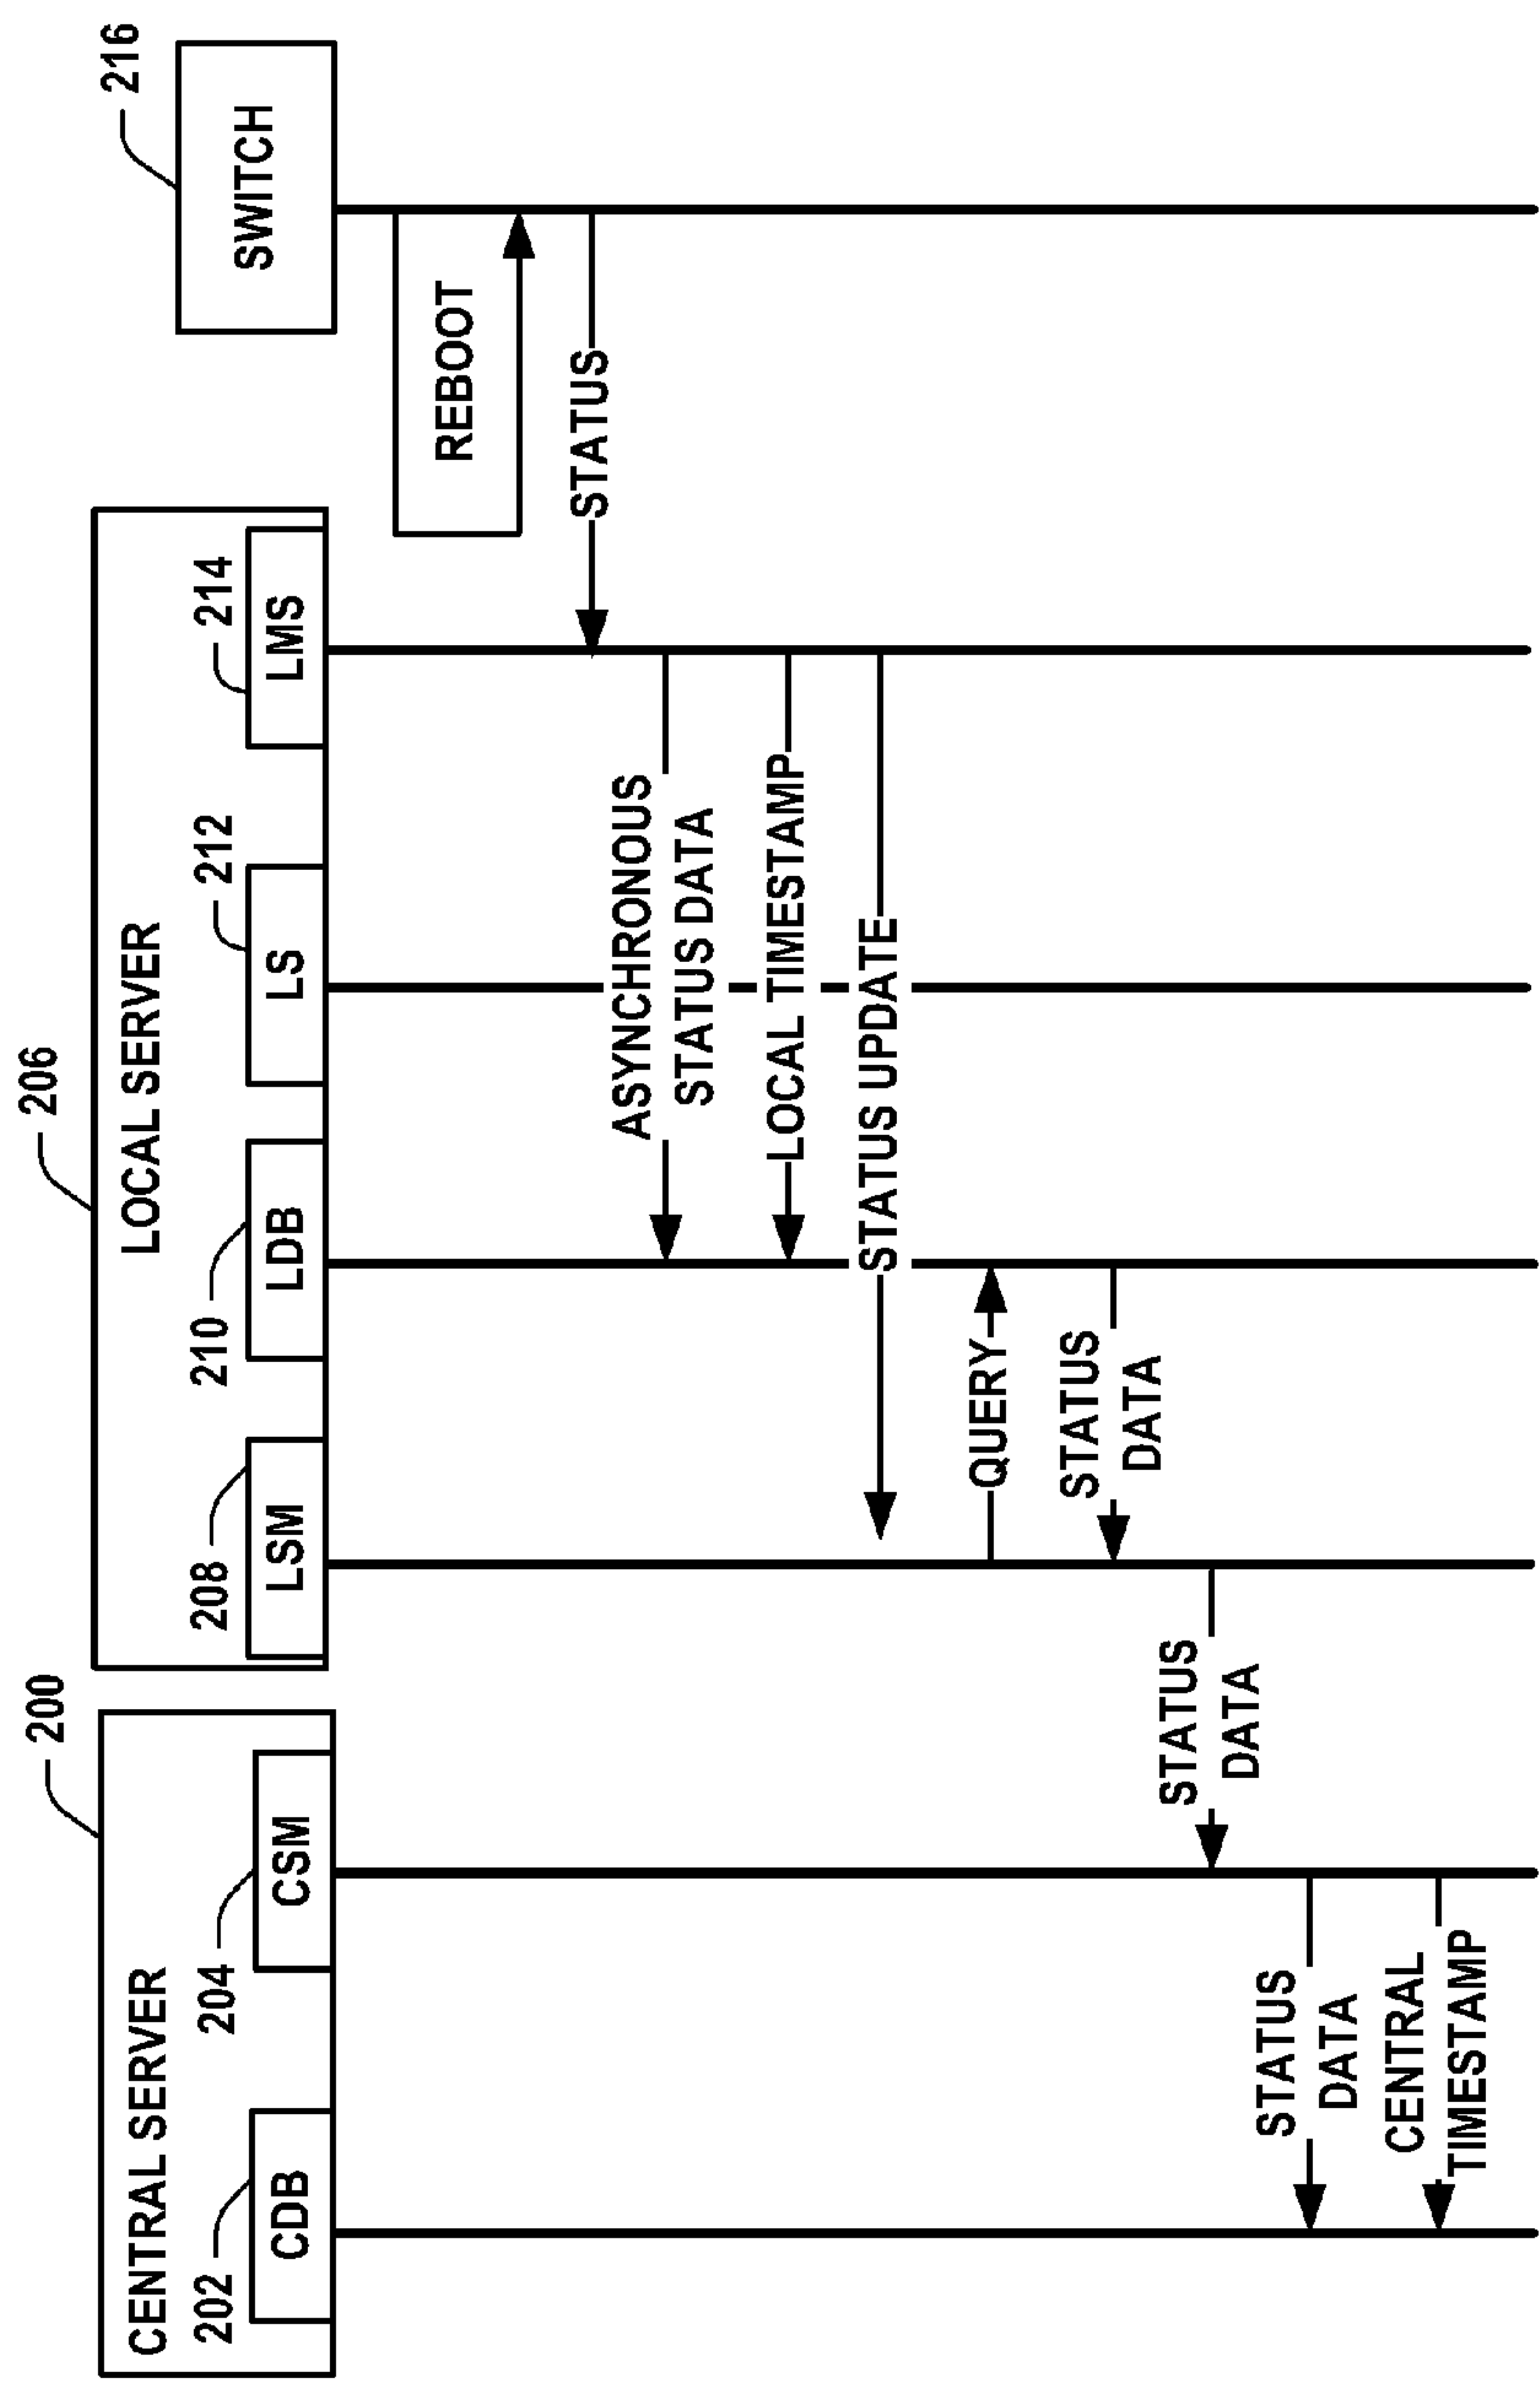 200
206
216
CENTRAL SERVER
LOCAL SERVER
SWITCH
202
204
208
210
212
214
CDB
CSM
LSM
LDB
LS
LMS
REBOOT
STATUS
ASYNCHRONOUS
STATUS DATA
LOCAL TIMESTAMP
STATUS UPDATE
QUERY
STATUS
DATA
STATUS
DATA
STATUS
DATA
CENTRAL
TIMESTAMP